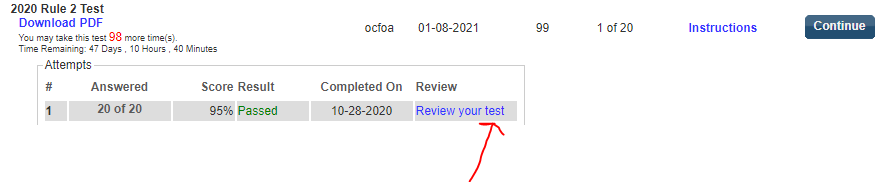 2020 Rule 2 Test
Download PDF
You may take this test 98 more time(s).
Time Remaining: 47 Days , 10 Hours , 40 Minutes
ocfoa 01-08-2021 99 1 of 20 Instructions Continue
Attempts
# Answered Score Result Completed On Review
1 20 of 20 95% Passed 10-28-2020 Review your test